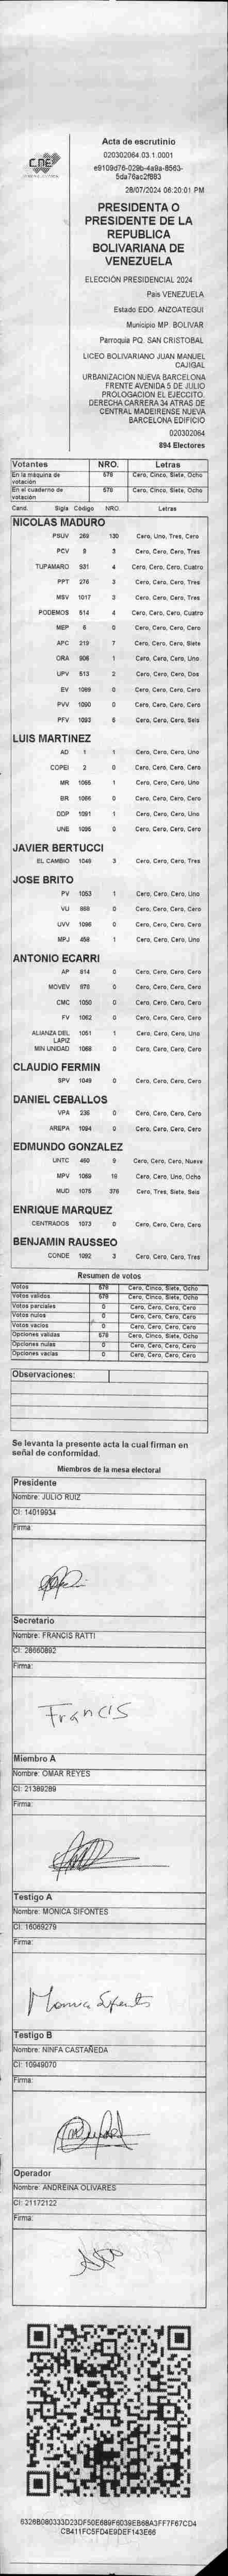 CNE
Acta de escrutinio
020302064.03.1.0001
e9109d76-029b-4a9a-8563-
5da76ac2f893
28/07/2024 06:20:01 PM
PRESIDENTA O
PRESIDENTE DE LA
REPUBLICA
BOLIVARIANA DE
VENEZUELA
ELECCIÓN PRESIDENCIAL 2024
País VENEZUELA
Estado EDO. ANZOATEGUI
Municipio MP. BOLIVAR
Parroquia PQ. SAN CRISTOBAL
LICEO BOLIVARIANO JUAN MANUEL
CAJIGAL
URBANIZACION NUEVA BARCELONA
FRENTE AVENIDA 5 DE JULIO
PROLOGACION EL EJECCITO.
DERECHA CARRERA 34 ATRAS DE
CENTRAL MADEIRENSE NUEVA
BARCELONA EDIFICIO
020302064
894 Electores
Votantes NRO. Letras
En la máquina de votación 578 Cero, Cinco, Siete, Ocho
En el cuaderno de votación 578 Cero, Cinco, Siete, Ocho
Cand. Sigla Código NRO. Letras
NICOLAS MADURO
PSUV 269 130 Cero, Uno, Tres, Cero
PCV 9 3 Cero, Cero, Cero, Tres
TUPAMARO 931 4 Cero, Cero, Cero, Cuatro
PPT 276 3 Cero, Cero, Cero, Tres
MSV 1017 3 Cero, Cero, Cero, Tres
PODEMOS 514 4 Cero, Cero, Cero, Cuatro
MEP 6 0 Cero, Cero, Cero, Cero
APC 219 7 Cero, Cero, Cero, Siete
ORA 906 1 Cero, Cero, Cero, Uno
UPV 513 2 Cero, Cero, Cero, Dos
EV 1099 0 Cero, Cero, Cero, Cero
PVV 1090 0 Cero, Cero, Cero, Cero
PFV 1093 6 Cero, Cero, Cero, Seis
LUIS MARTINEZ
AD 1 1 Cero, Cero, Cero, Uno
COPEI 2 0 Cero, Cero, Cero, Cero
MR 1065 1 Cero, Cero, Cero, Uno
BR 1066 0 Cero, Cero, Cero, Cero
DDP 1091 1 Cero, Cero, Cero, Uno
UNE 1095 0 Cero, Cero, Cero, Cero
JAVIER BERTUCCI
EL CAMBIO 1048 3 Cero, Cero, Cero, Tres
JOSE BRITO
PV 1053 1 Cero, Cero, Cero, Uno
VU 868 0 Cero, Cero, Cero, Cero
UVV 1096 0 Cero, Cero, Cero, Cero
MPJ 458 1 Cero, Cero, Cero, Uno
ANTONIO ECARRI
AP 914 0 Cero, Cero, Cero, Cero
MOVEV 978 0 Cero, Cero, Cero, Cero
CMC 1050 0 Cero, Cero, Cero, Cero
FV 1062 0 Cero, Cero, Cero, Cero
ALIANZA DEL LAPIZ 1051 1 Cero, Cero, Cero, Uno
MIN UNIDAD 1068 0 Cero, Cero, Cero, Cero
CLAUDIO FERMIN
SPV 1049 0 Cero, Cero, Cero, Cero
DANIEL CEBALLOS
VPA 236 0 Cero, Cero, Cero, Cero
AREPA 1094 0 Cero, Cero, Cero, Cero
EDMUNDO GONZALEZ
UNTC 460 9 Cero, Cero, Cero, Nueve
MPV 1069 18 Cero, Cero, Uno, Ocho
MUD 1075 376 Cero, Tres, Siete, Seis
ENRIQUE MARQUEZ
CENTRADOS 1073 0 Cero, Cero, Cero, Cero
BENJAMIN RAUSSEO
CONDE 1092 3 Cero, Cero, Cero, Tres
Resumen de votos
Votos 578 Cero, Cinco, Siete, Ocho
Votos validos 578 Cero, Cinco, Siete, Ocho
Votos parciales 0 Cero, Cero, Cero, Cero
Votos nulos 0 Cero, Cero, Cero, Cero
Votos vacios 0 Cero, Cero, Cero, Cero
Opciones validas 578 Cero, Cinco, Siete, Ocho
Opciones nulas 0 Cero, Cero, Cero, Cero
Opciones vacias 0 Cero, Cero, Cero, Cero
Observaciones:
Se levanta la presente acta la cual firman en
señal de conformidad.
Miembros de la mesa electoral
Presidente
Nombre: JULIO RUIZ
CI: 14019934
Firma:
Secretario
Nombre: FRANCIS RATTI
CI: 28660892
Firma:
Francis
Miembro A
Nombre: OMAR REYES
CI: 21389289
Firma:
Testigo A
Nombre: MONICA SIFONTES
CI: 16069279
Firma:
Monica Sifontes
Testigo B
Nombre: NINFA CASTAÑEDA
CI: 10949070
Firma:
Operador
Nombre: ANDREINA OLIVARES
CI: 21172122
Firma:
6326B080333D23DF50E689F6039EB68A3FF7F67CD4
CB411FC5FD4E9DEF143E66